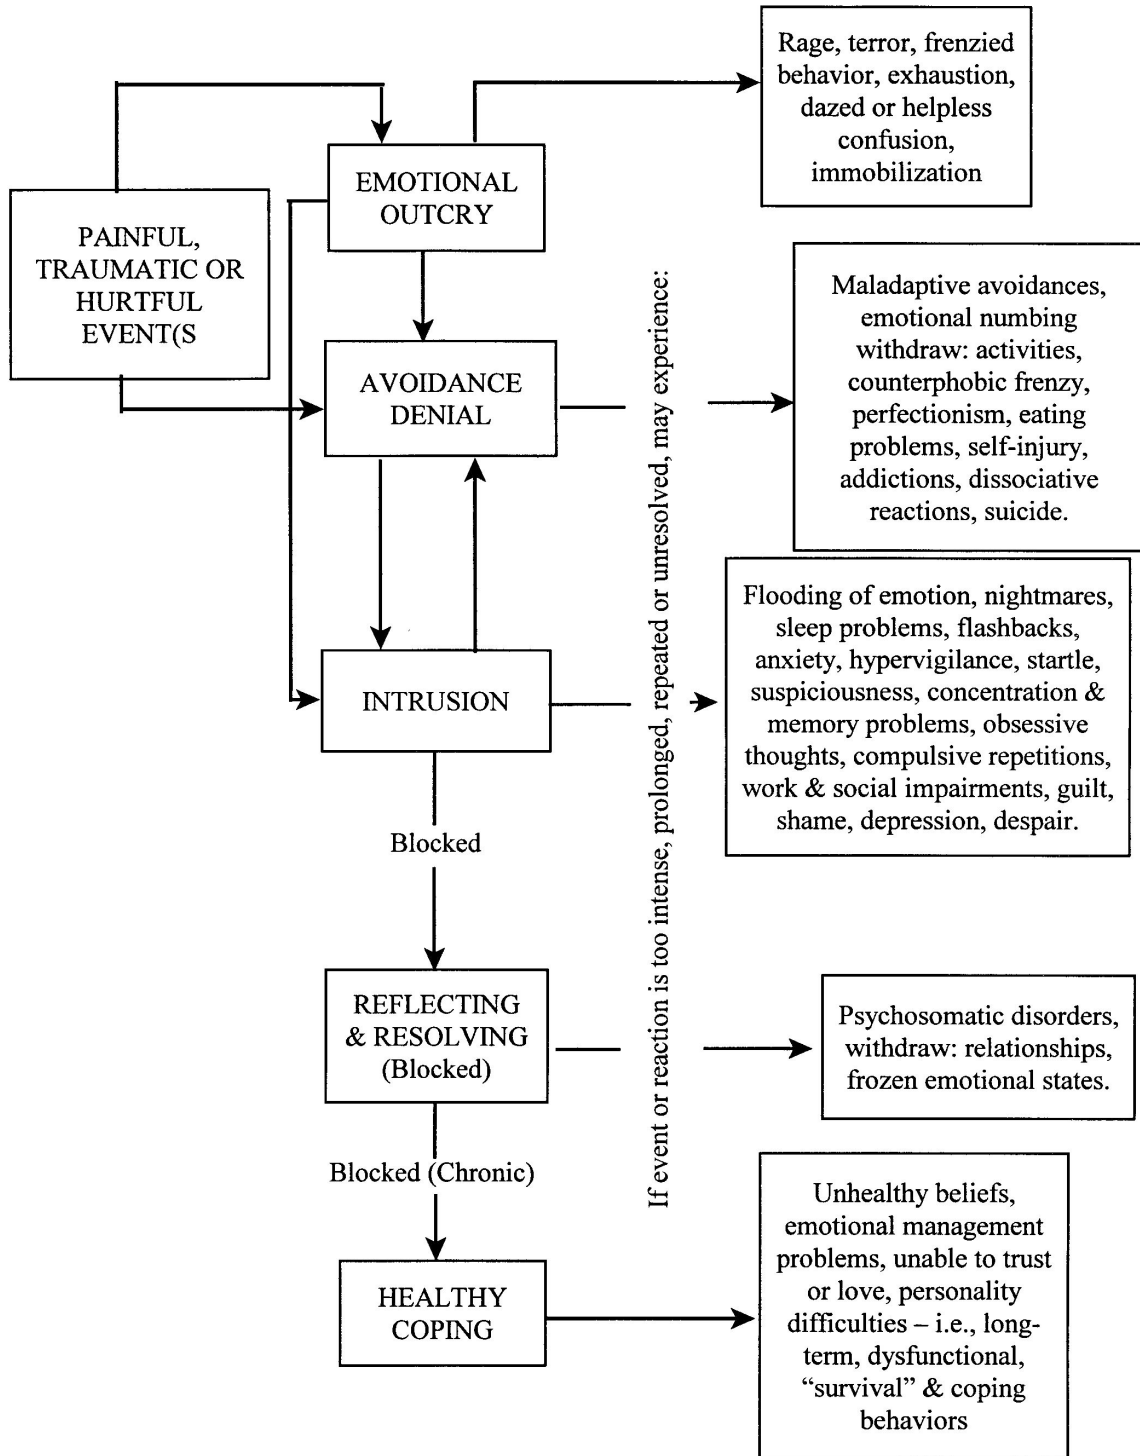 Rage, terror, frenzied
behavior, exhaustion,
dazed or helpless
confusion,
immobilization
EMOTIONAL
OUTCRY
PAINFUL,
TRAUMATIC OR
HURTFUL
EVENT(S
Maladaptive avoidances,
emotional numbing
withdraw: activities,
counterphobic frenzy,
perfectionism, eating
problems, self-injury,
addictions, dissociative
reactions, suicide.
AVOIDANCE
DENIAL
If event or reaction is too intense, prolonged, repeated or unresolved, may experience:
Flooding of emotion, nightmares,
sleep problems, flashbacks,
anxiety, hypervigilance, startle,
suspiciousness, concentration &
memory problems, obsessive
thoughts, compulsive repetitions,
work & social impairments, guilt,
shame, depression, despair.
INTRUSION
Blocked
REFLECTING
& RESOLVING
(Blocked)
Psychosomatic disorders,
withdraw: relationships,
frozen emotional states.
Blocked (Chronic)
HEALTHY
COPING
Unhealthy beliefs,
emotional management
problems, unable to trust
or love, personality
difficulties – i.e., long-
term, dysfunctional,
“survival” & coping
behaviors